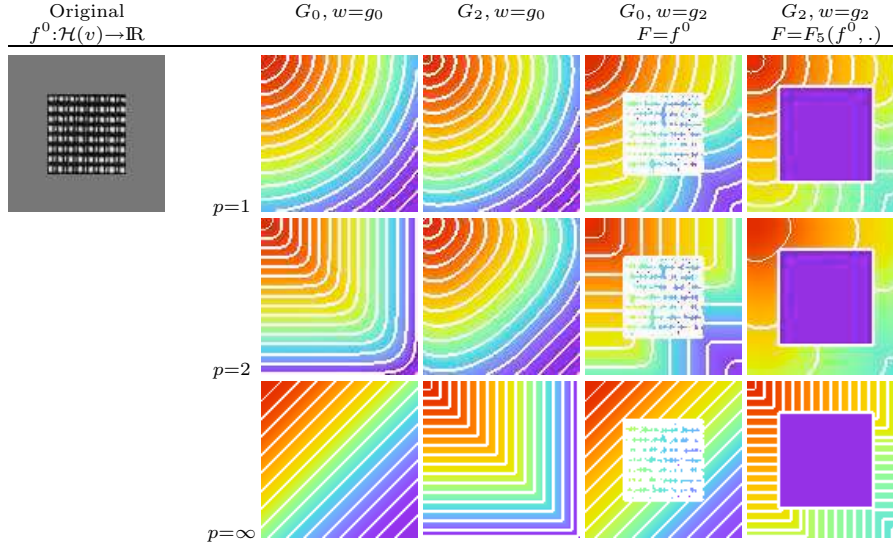 Original G₀, w=g₀ G₂, w=g₀ G₀, w=g₂ G₂, w=g₂
f⁰:ℋ(v)→ℝ F=f⁰ F=F₅(f⁰,.)
p=1
p=2
p=∞